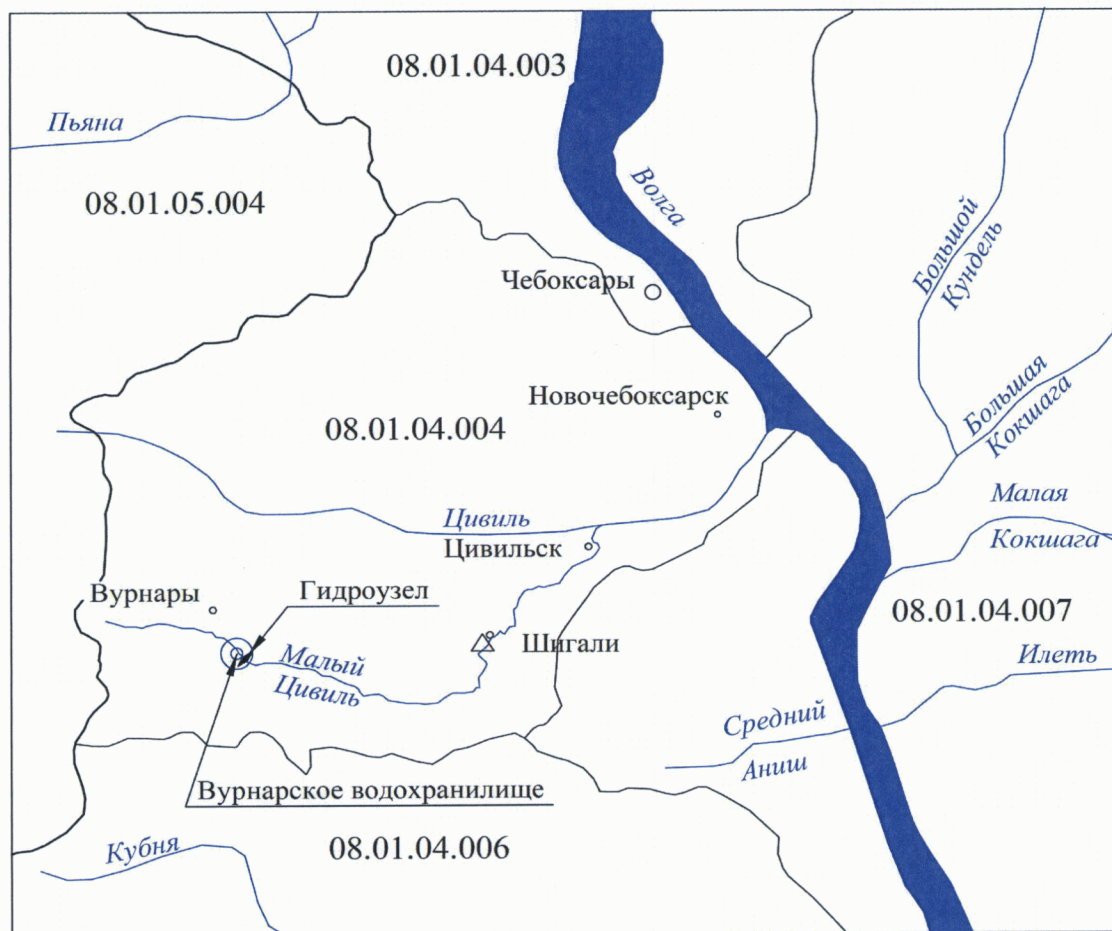 08.01.04.003
Пьяна
08.01.05.004
Волга
Большой
Кундель
Чебоксары
Новочебоксарск
Большая
Кокшага
08.01.04.004
Малая
Кокшага
Цивиль
Цивильск
Вурнары
Гидроузел
08.01.04.007
Шигали
Малый
Цивиль
Илеть
Средний
Аниш
Вурнарское водохранилище
Кубня
08.01.04.006